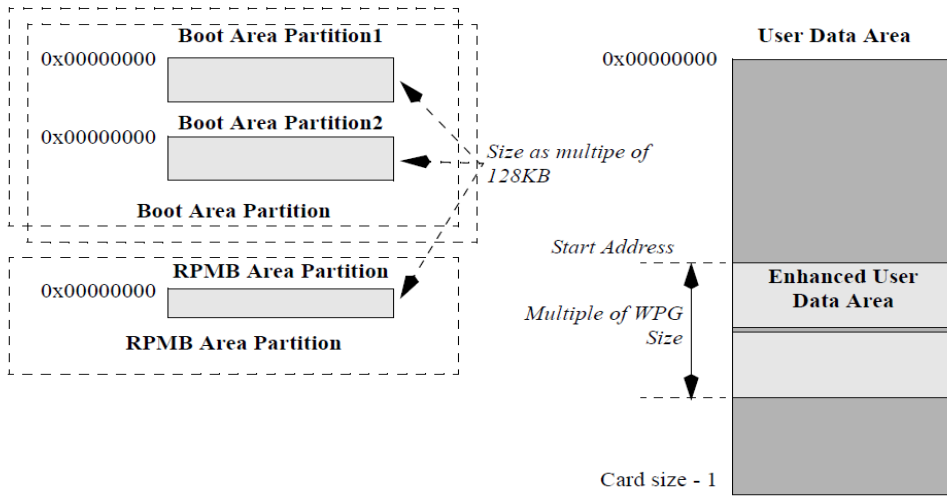 Boot Area Partition1
0x00000000
Boot Area Partition2
0x00000000
Size as multipe of
128KB
Boot Area Partition
RPMB Area Partition
0x00000000
RPMB Area Partition
User Data Area
0x00000000
Start Address
Enhanced User
Data Area
Multiple of WPG
Size
Card size - 1